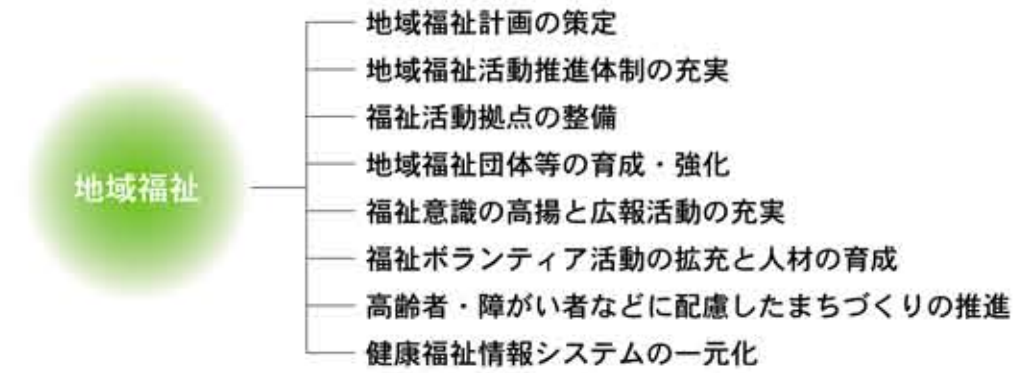 地域福祉
地域福祉計画の策定
地域福祉活動推進体制の充実
福祉活動拠点の整備
地域福祉団体等の育成・強化
福祉意識の高揚と広報活動の充実
福祉ボランティア活動の拡充と人材の育成
高齢者・障がい者などに配慮したまちづくりの推進
健康福祉情報システムの一元化